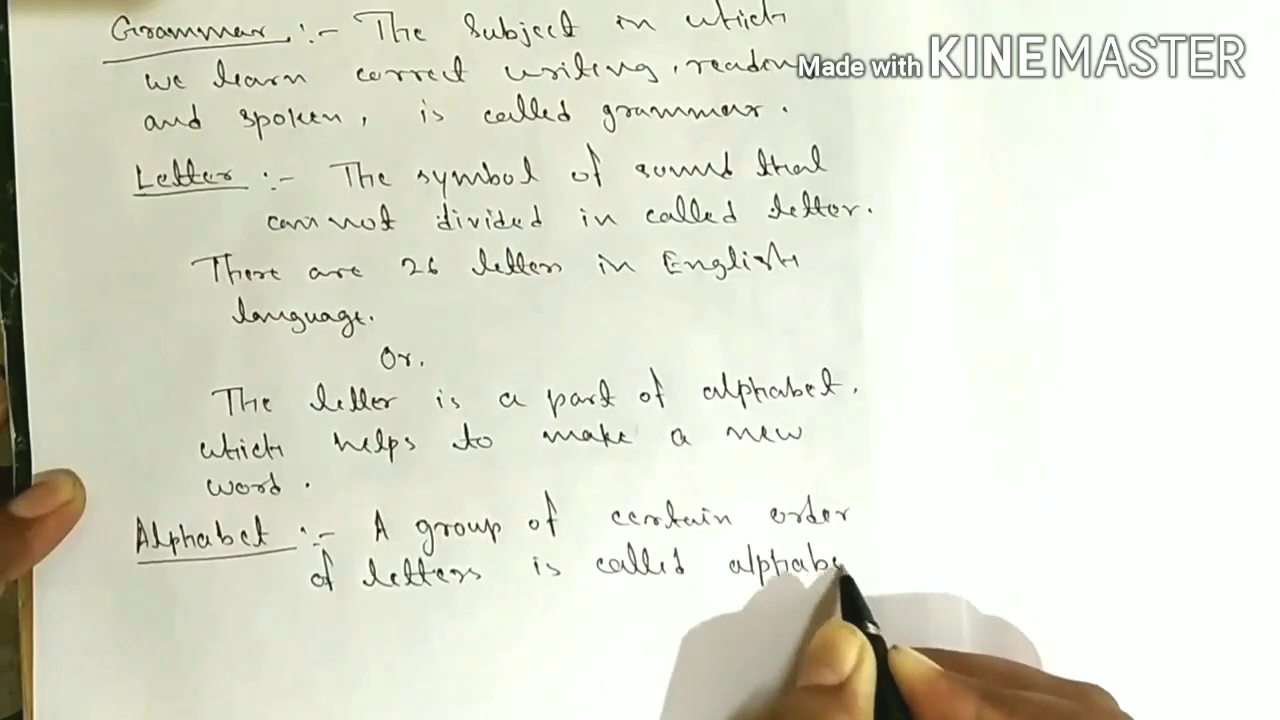 Grammar :- The Subject in which
Made with KINEMASTER
we learn correct writing, reading
and spoken, is called grammar.
Letter :- The symbol of sound that
cannot divided in called letter.
There are 26 letters in English
language.
Or.
The letter is a part of alphabet.
which helps to make a new
word.
Alphabet :- A group of certain order
of letters is called alphabe